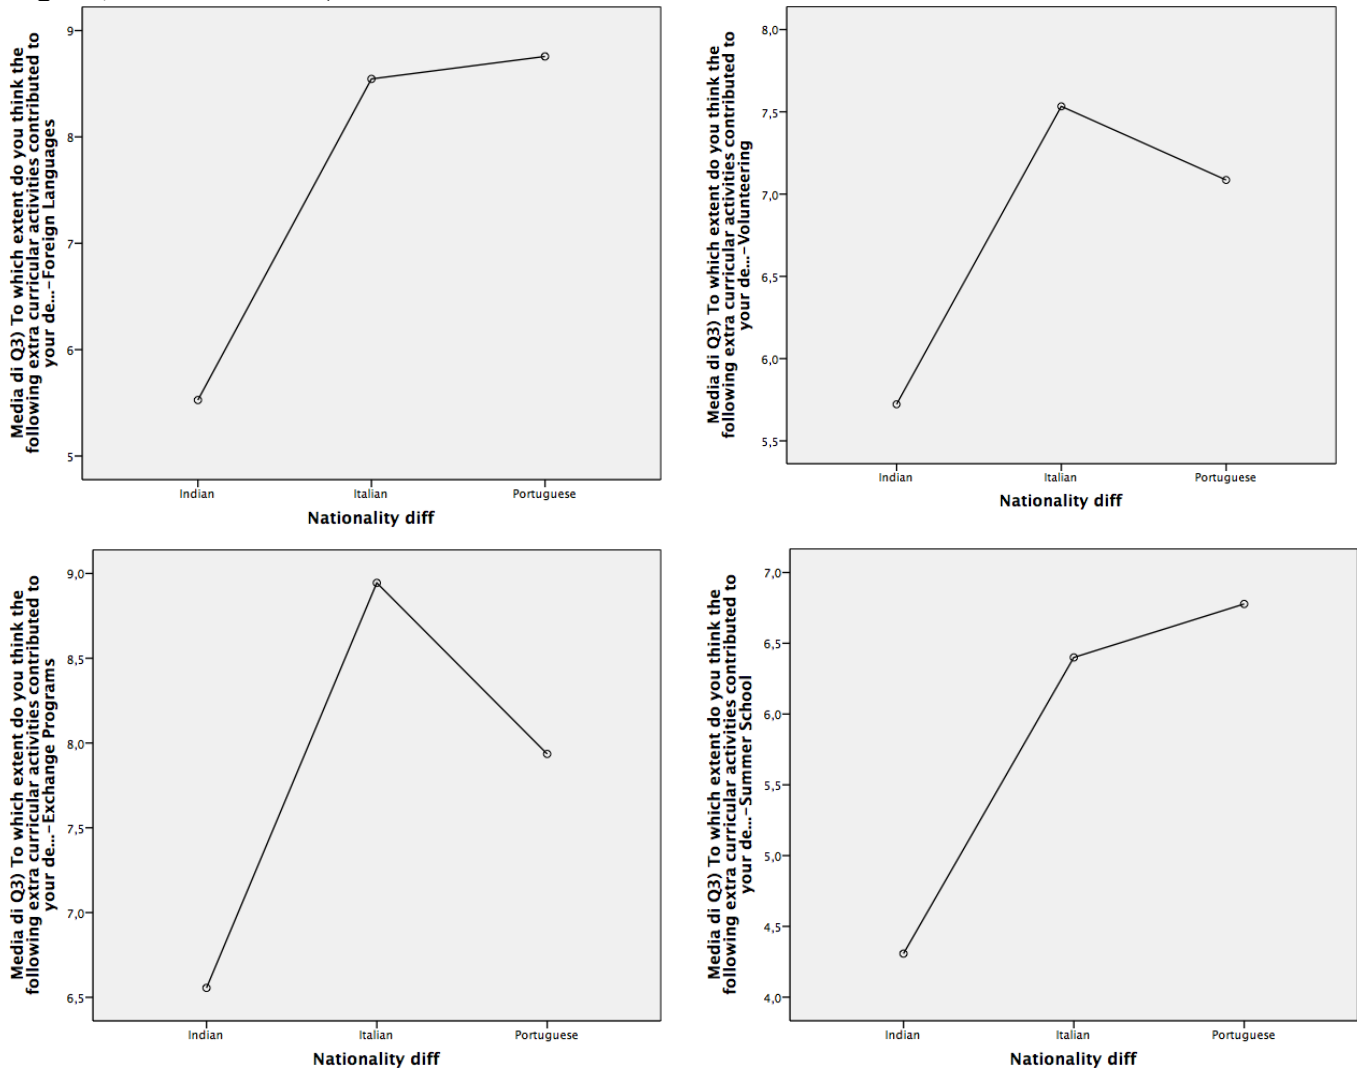 Media di Q3) To which extent do you think the
following extra curricular activities contributed to
your de...-Foreign Languages
9
8
7
6
5
Indian
Italian
Portuguese
Nationality diff
Media di Q3) To which extent do you think the
following extra curricular activities contributed to
your de...-Volunteering
8,0
7,5
7,0
6,5
6,0
5,5
Indian
Italian
Portuguese
Nationality diff
Media di Q3) To which extent do you think the
following extra curricular activities contributed to
your de...-Exchange Programs
9,0
8,5
8,0
7,5
7,0
6,5
Indian
Italian
Portuguese
Nationality diff
Media di Q3) To which extent do you think the
following extra curricular activities contributed to
your de...-Summer School
7,0
6,5
6,0
5,5
5,0
4,5
4,0
Indian
Italian
Portuguese
Nationality diff